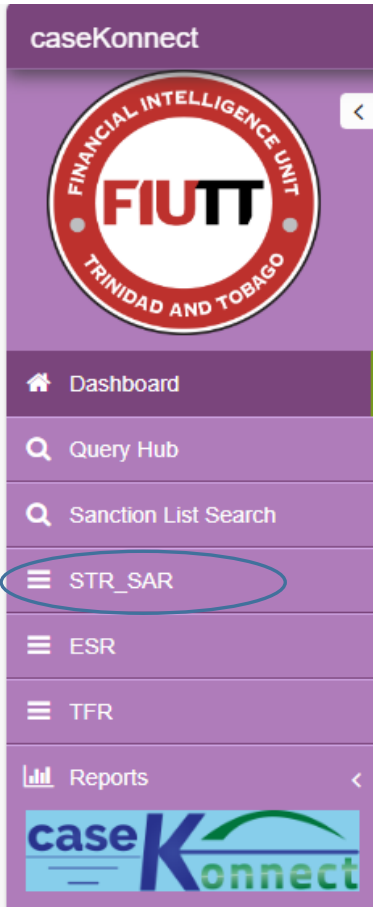 caseKonnect
FINANCIAL INTELLIGENCE UNIT
FIUTT
TRINIDAD AND TOBAGO
Dashboard
Query Hub
Sanction List Search
STR_SAR
ESR
TFR
Reports
case Konnect